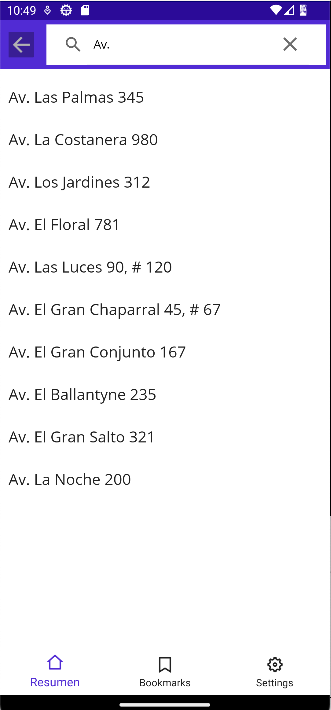 10:49
Av.
Av. Las Palmas 345
Av. La Costanera 980
Av. Los Jardines 312
Av. El Floral 781
Av. Las Luces 90, # 120
Av. El Gran Chaparral 45, # 67
Av. El Gran Conjunto 167
Av. El Ballantyne 235
Av. El Gran Salto 321
Av. La Noche 200
Resumen Bookmarks Settings